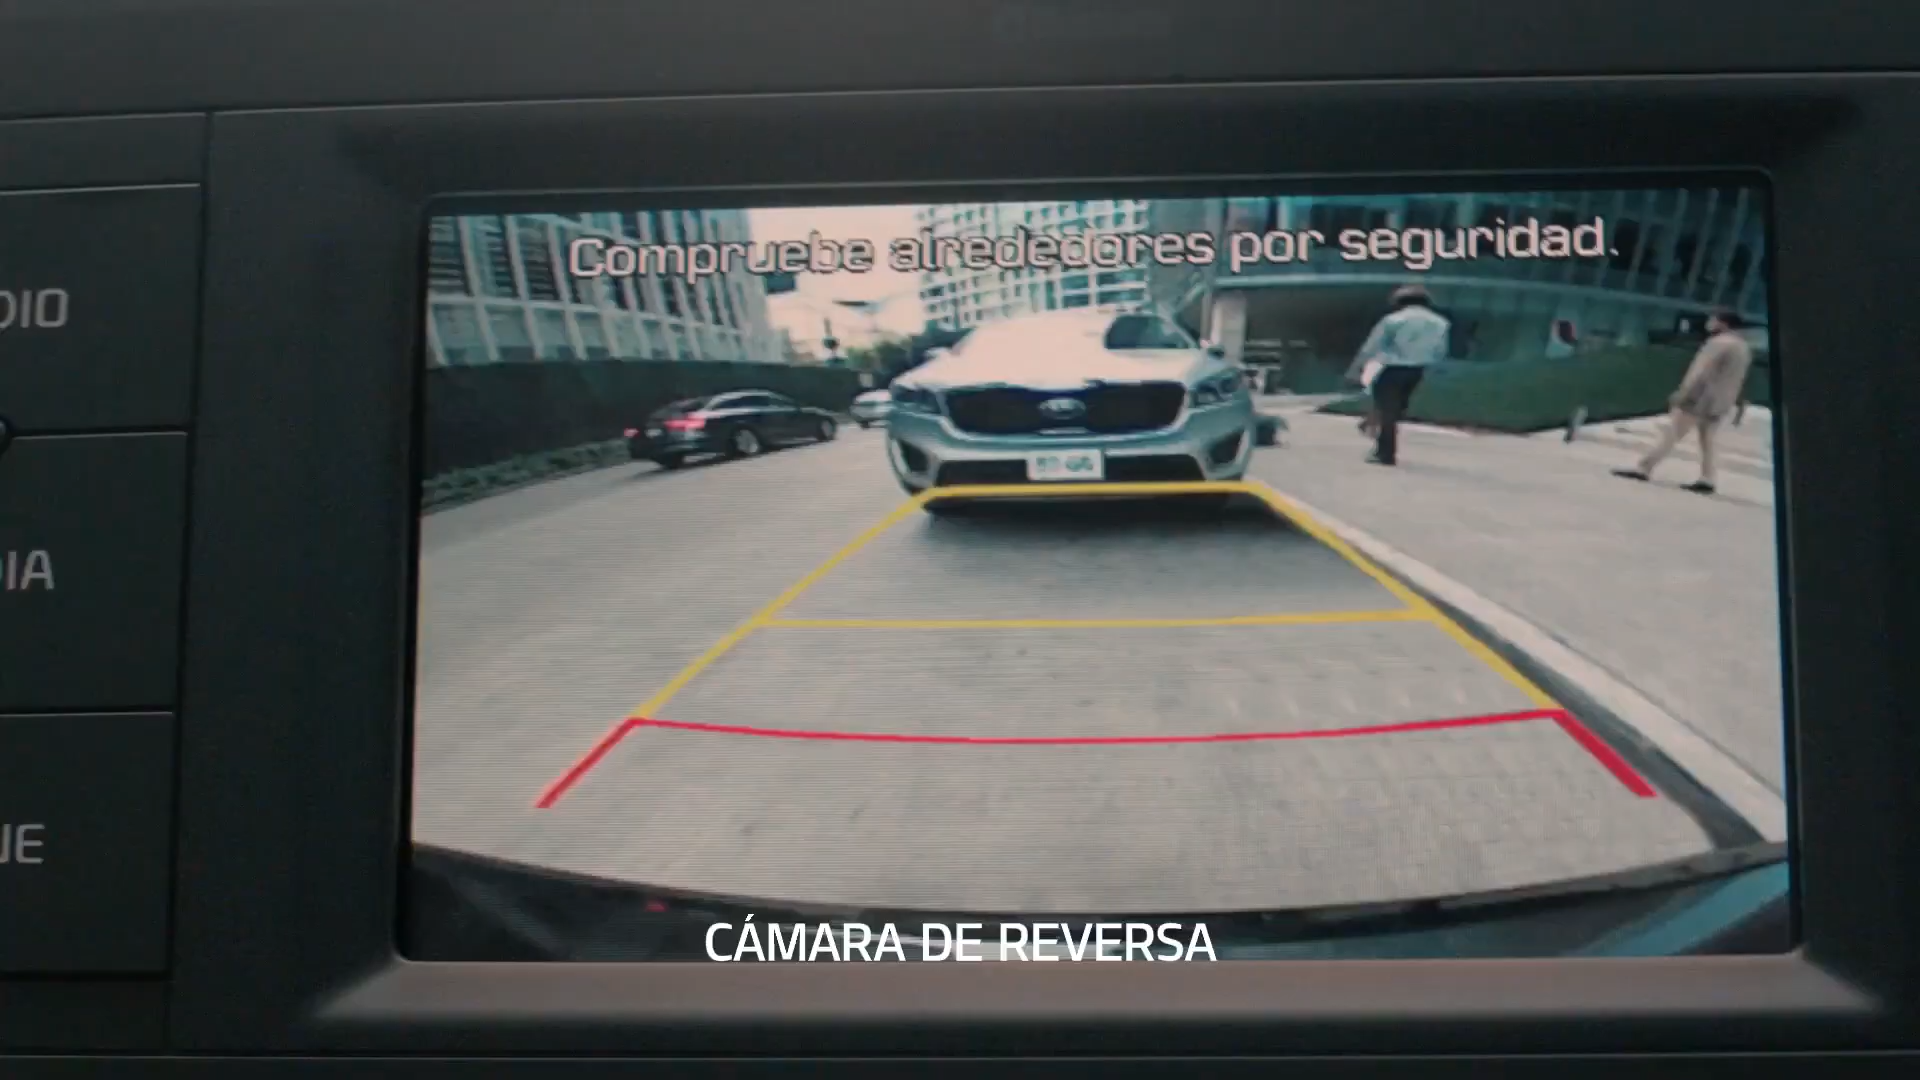 Compruebe alrededores por seguridad.
DIO
DIA
UE
CÁMARA DE REVERSA